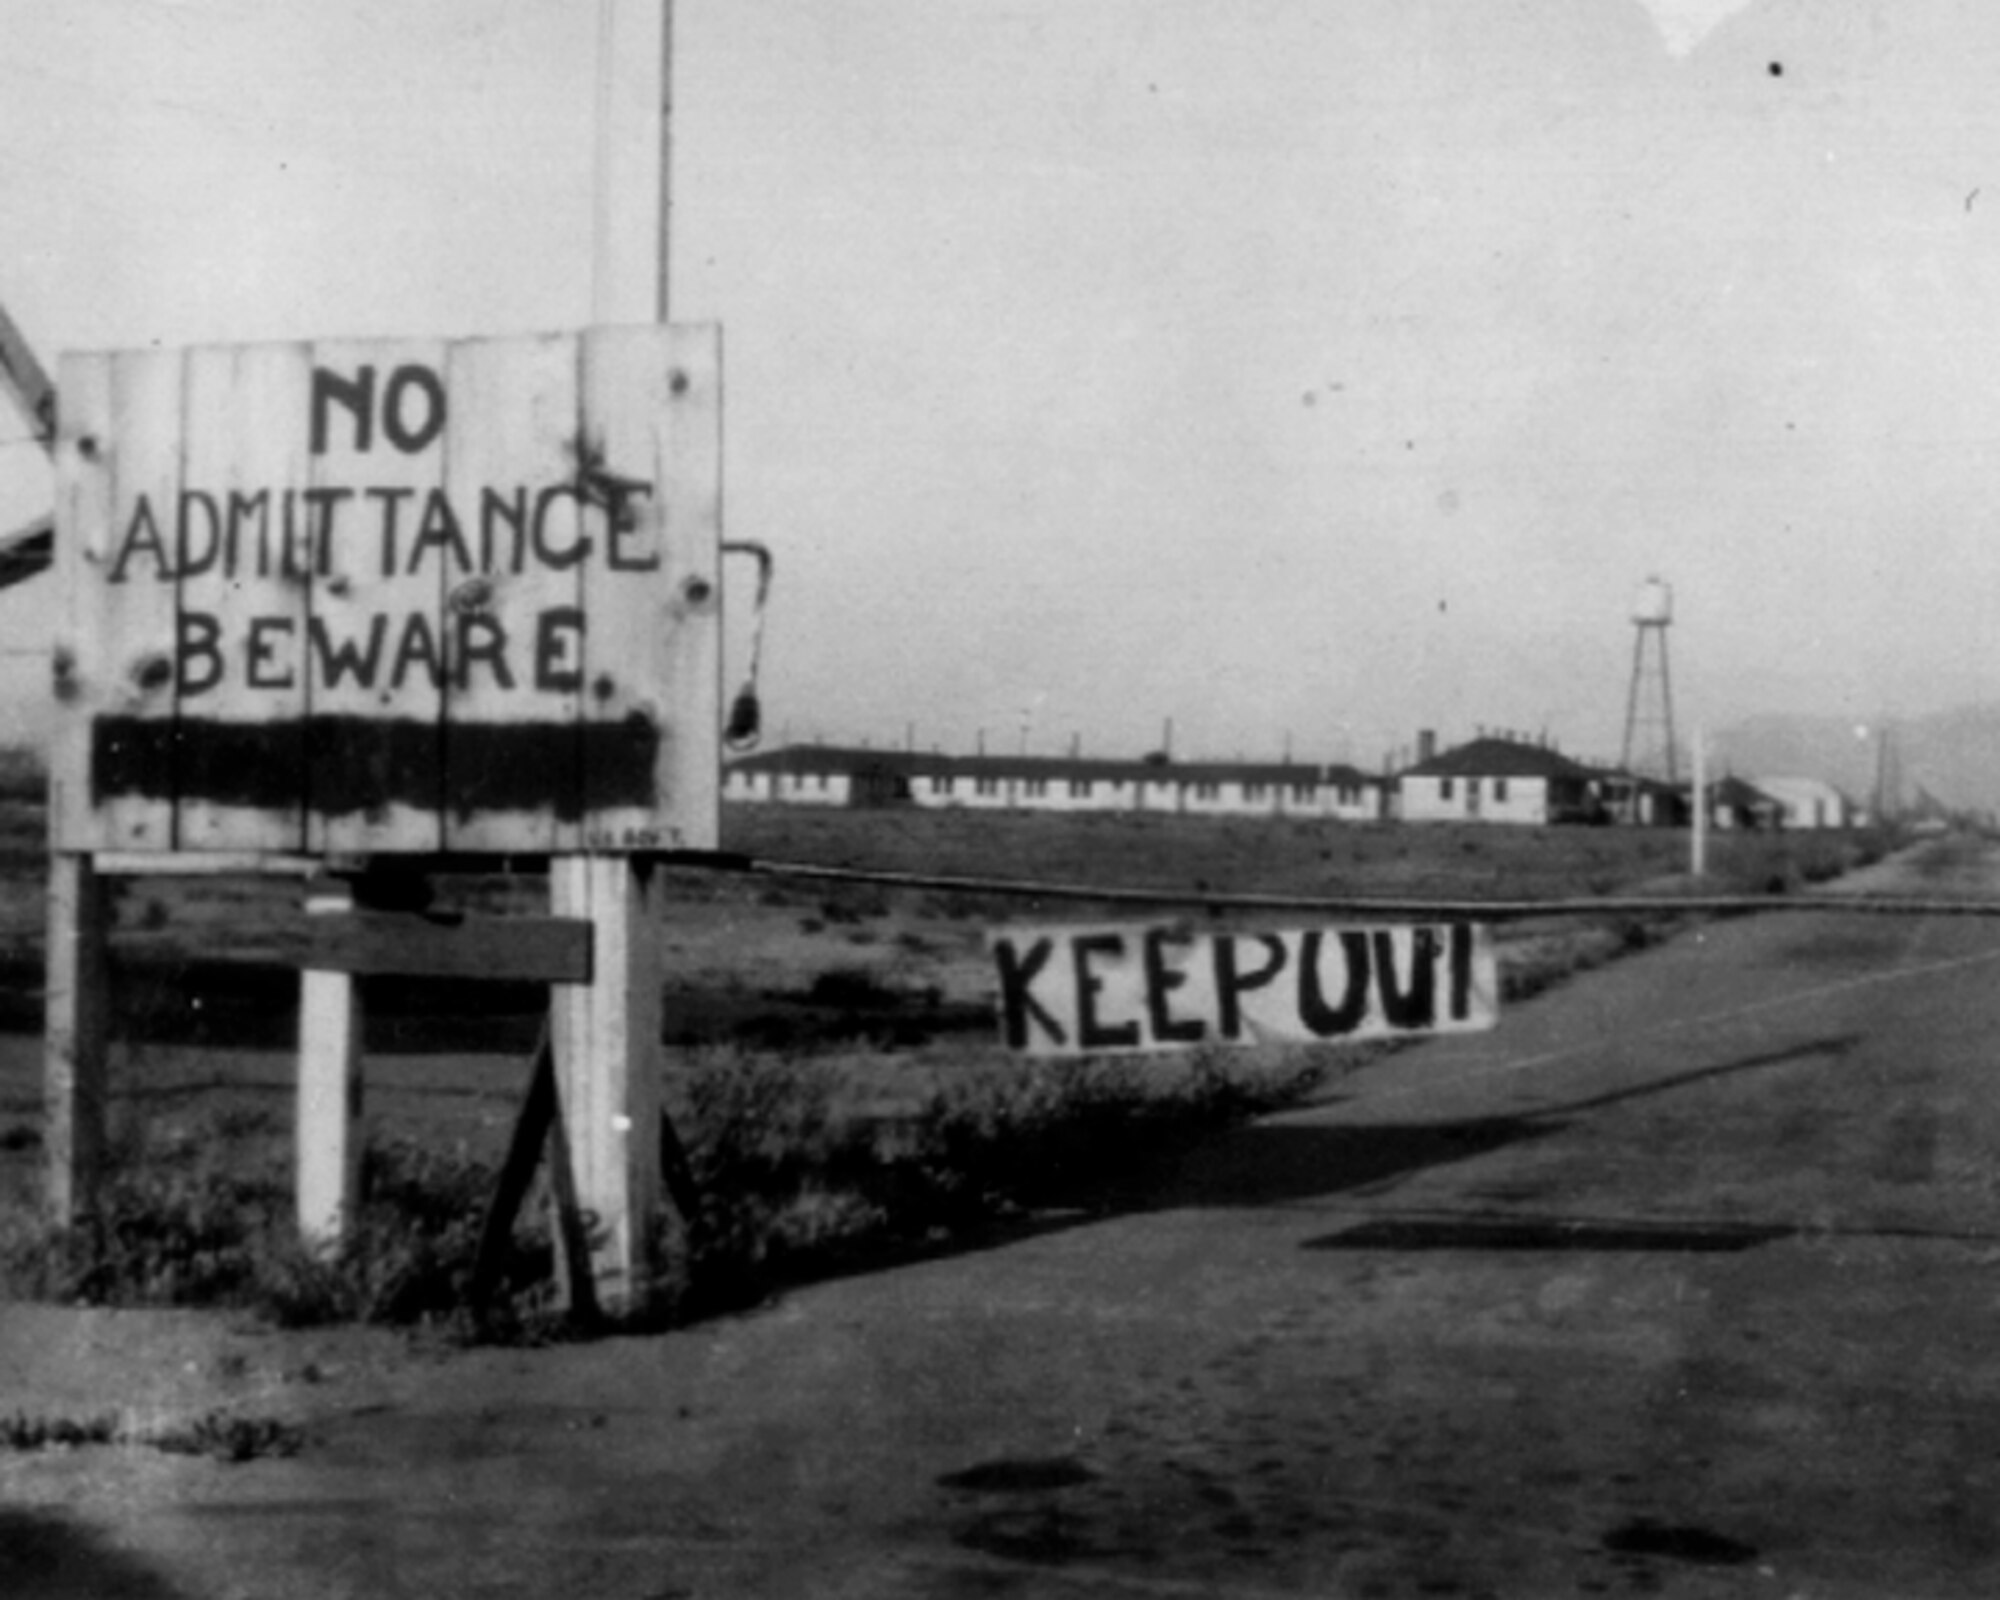 NO
ADMITTANCE
BEWARE
KEEP OUT